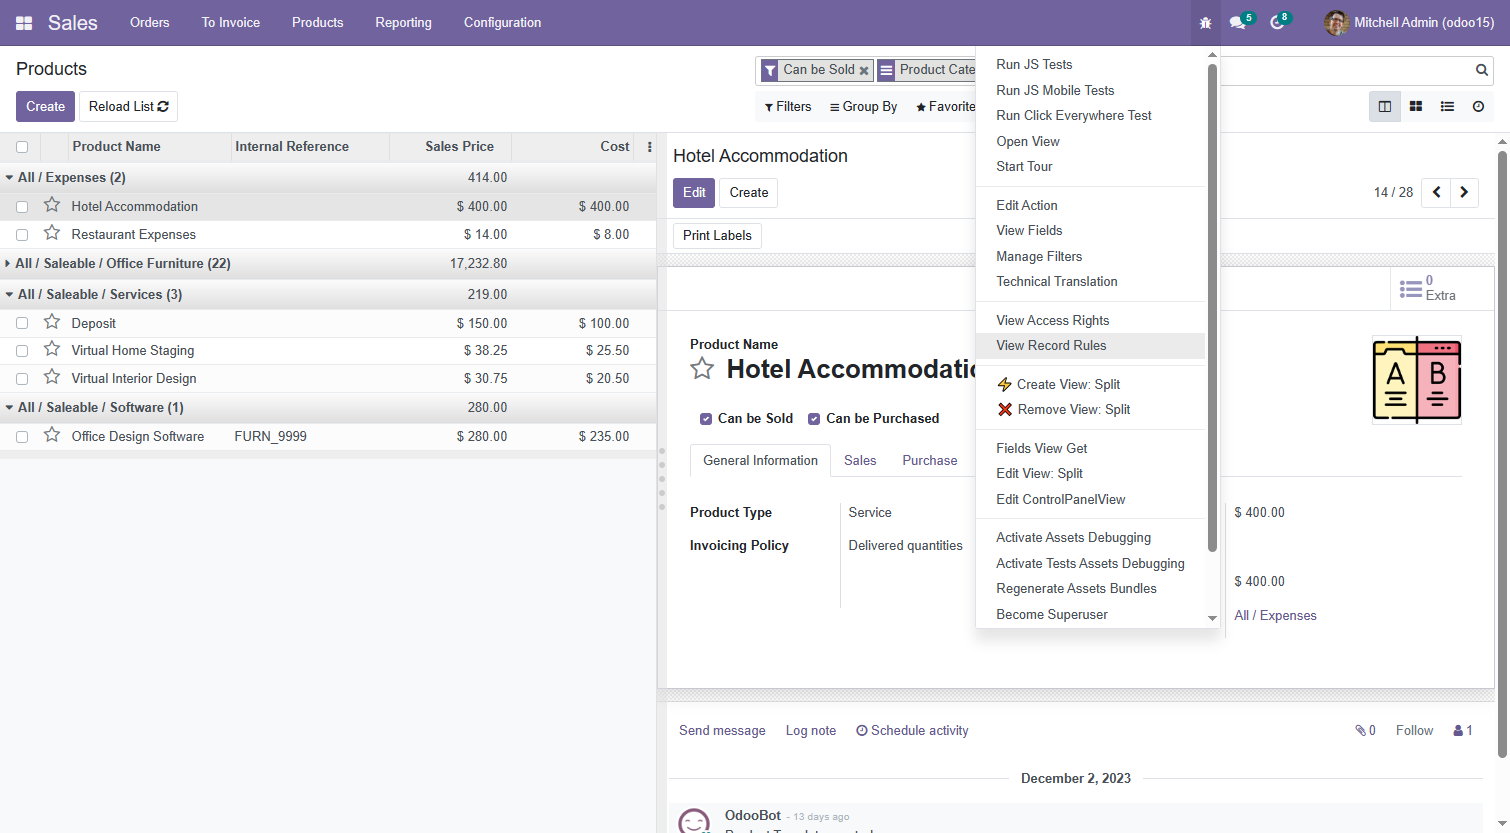 Sales Orders To Invoice Products Reporting Configuration 5 8 Mitchell Admin (odoo15)
Products
Can be Sold Product Cate
Create Reload List
Filters Group By Favorite
Product Name Internal Reference Sales Price Cost
All / Expenses (2) 414.00
Hotel Accommodation $ 400.00 $ 400.00
Restaurant Expenses $ 14.00 $ 8.00
All / Saleable / Office Furniture (22) 17,232.80
All / Saleable / Services (3) 219.00
Deposit $ 150.00 $ 100.00
Virtual Home Staging $ 38.25 $ 25.50
Virtual Interior Design $ 30.75 $ 20.50
All / Saleable / Software (1) 280.00
Office Design Software FURN_9999 $ 280.00 $ 235.00
Hotel Accommodation
Edit Create
14 / 28
Print Labels
0
Extra
Product Name
Hotel Accommodatio
A B
Can be Sold Can be Purchased
General Information Sales Purchase
Product Type Service
$ 400.00
Invoicing Policy Delivered quantities
$ 400.00
All / Expenses
Run JS Tests
Run JS Mobile Tests
Run Click Everywhere Test
Open View
Start Tour
Edit Action
View Fields
Manage Filters
Technical Translation
View Access Rights
View Record Rules
Create View: Split
Remove View: Split
Fields View Get
Edit View: Split
Edit ControlPanelView
Activate Assets Debugging
Activate Tests Assets Debugging
Regenerate Assets Bundles
Become Superuser
Send message Log note Schedule activity 0 Follow 1
December 2, 2023
OdooBot - 13 days ago